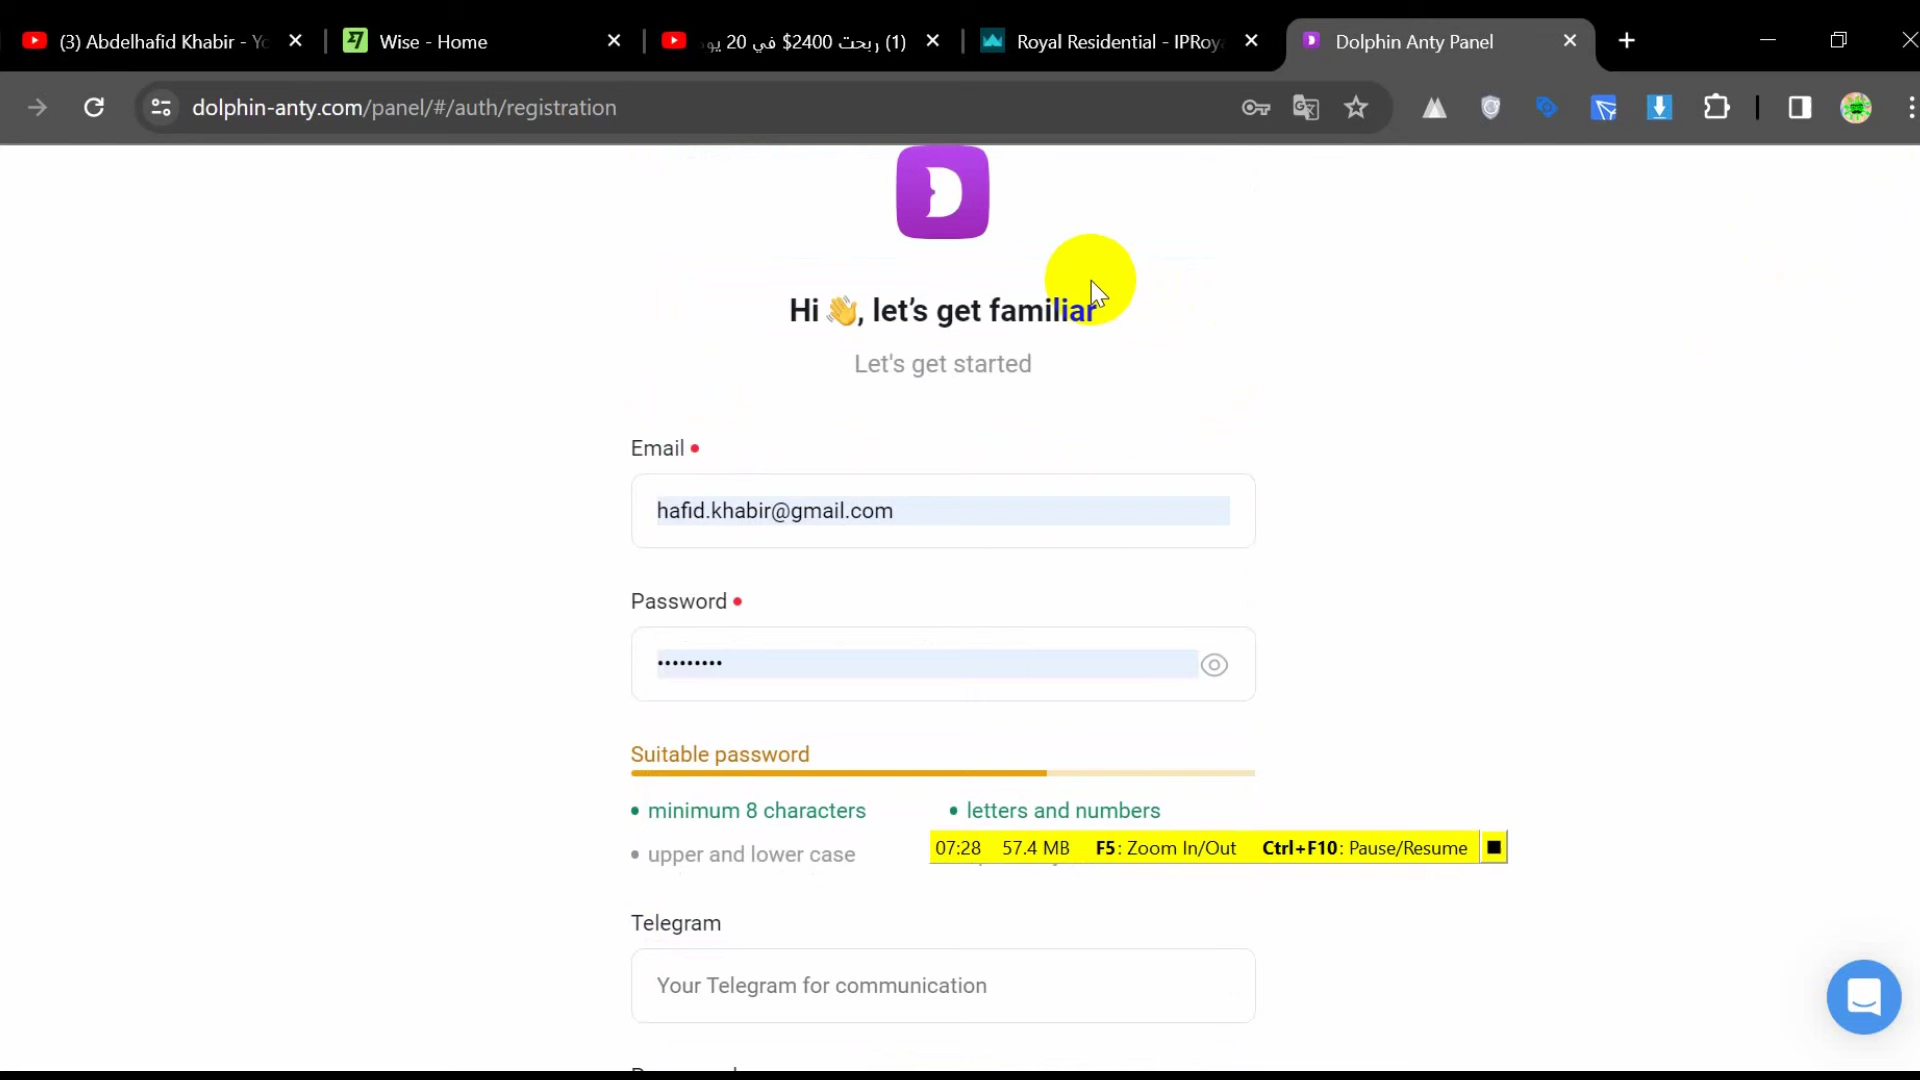 (3) Abdelhafid Khabir - Yo
Wise - Home
(1) ربحت 2400$ في 20 يو
Royal Residential - IPRoya
Dolphin Anty Panel
dolphin-anty.com/panel/#/auth/registration
Hi 👋, let's get familiar
Let's get started
Email
hafid.khabir@gmail.com
Password
•••••••••
Suitable password
• minimum 8 characters
• letters and numbers
• upper and lower case
07:28 57.4 MB F5: Zoom In/Out Ctrl+F10: Pause/Resume
Telegram
Your Telegram for communication